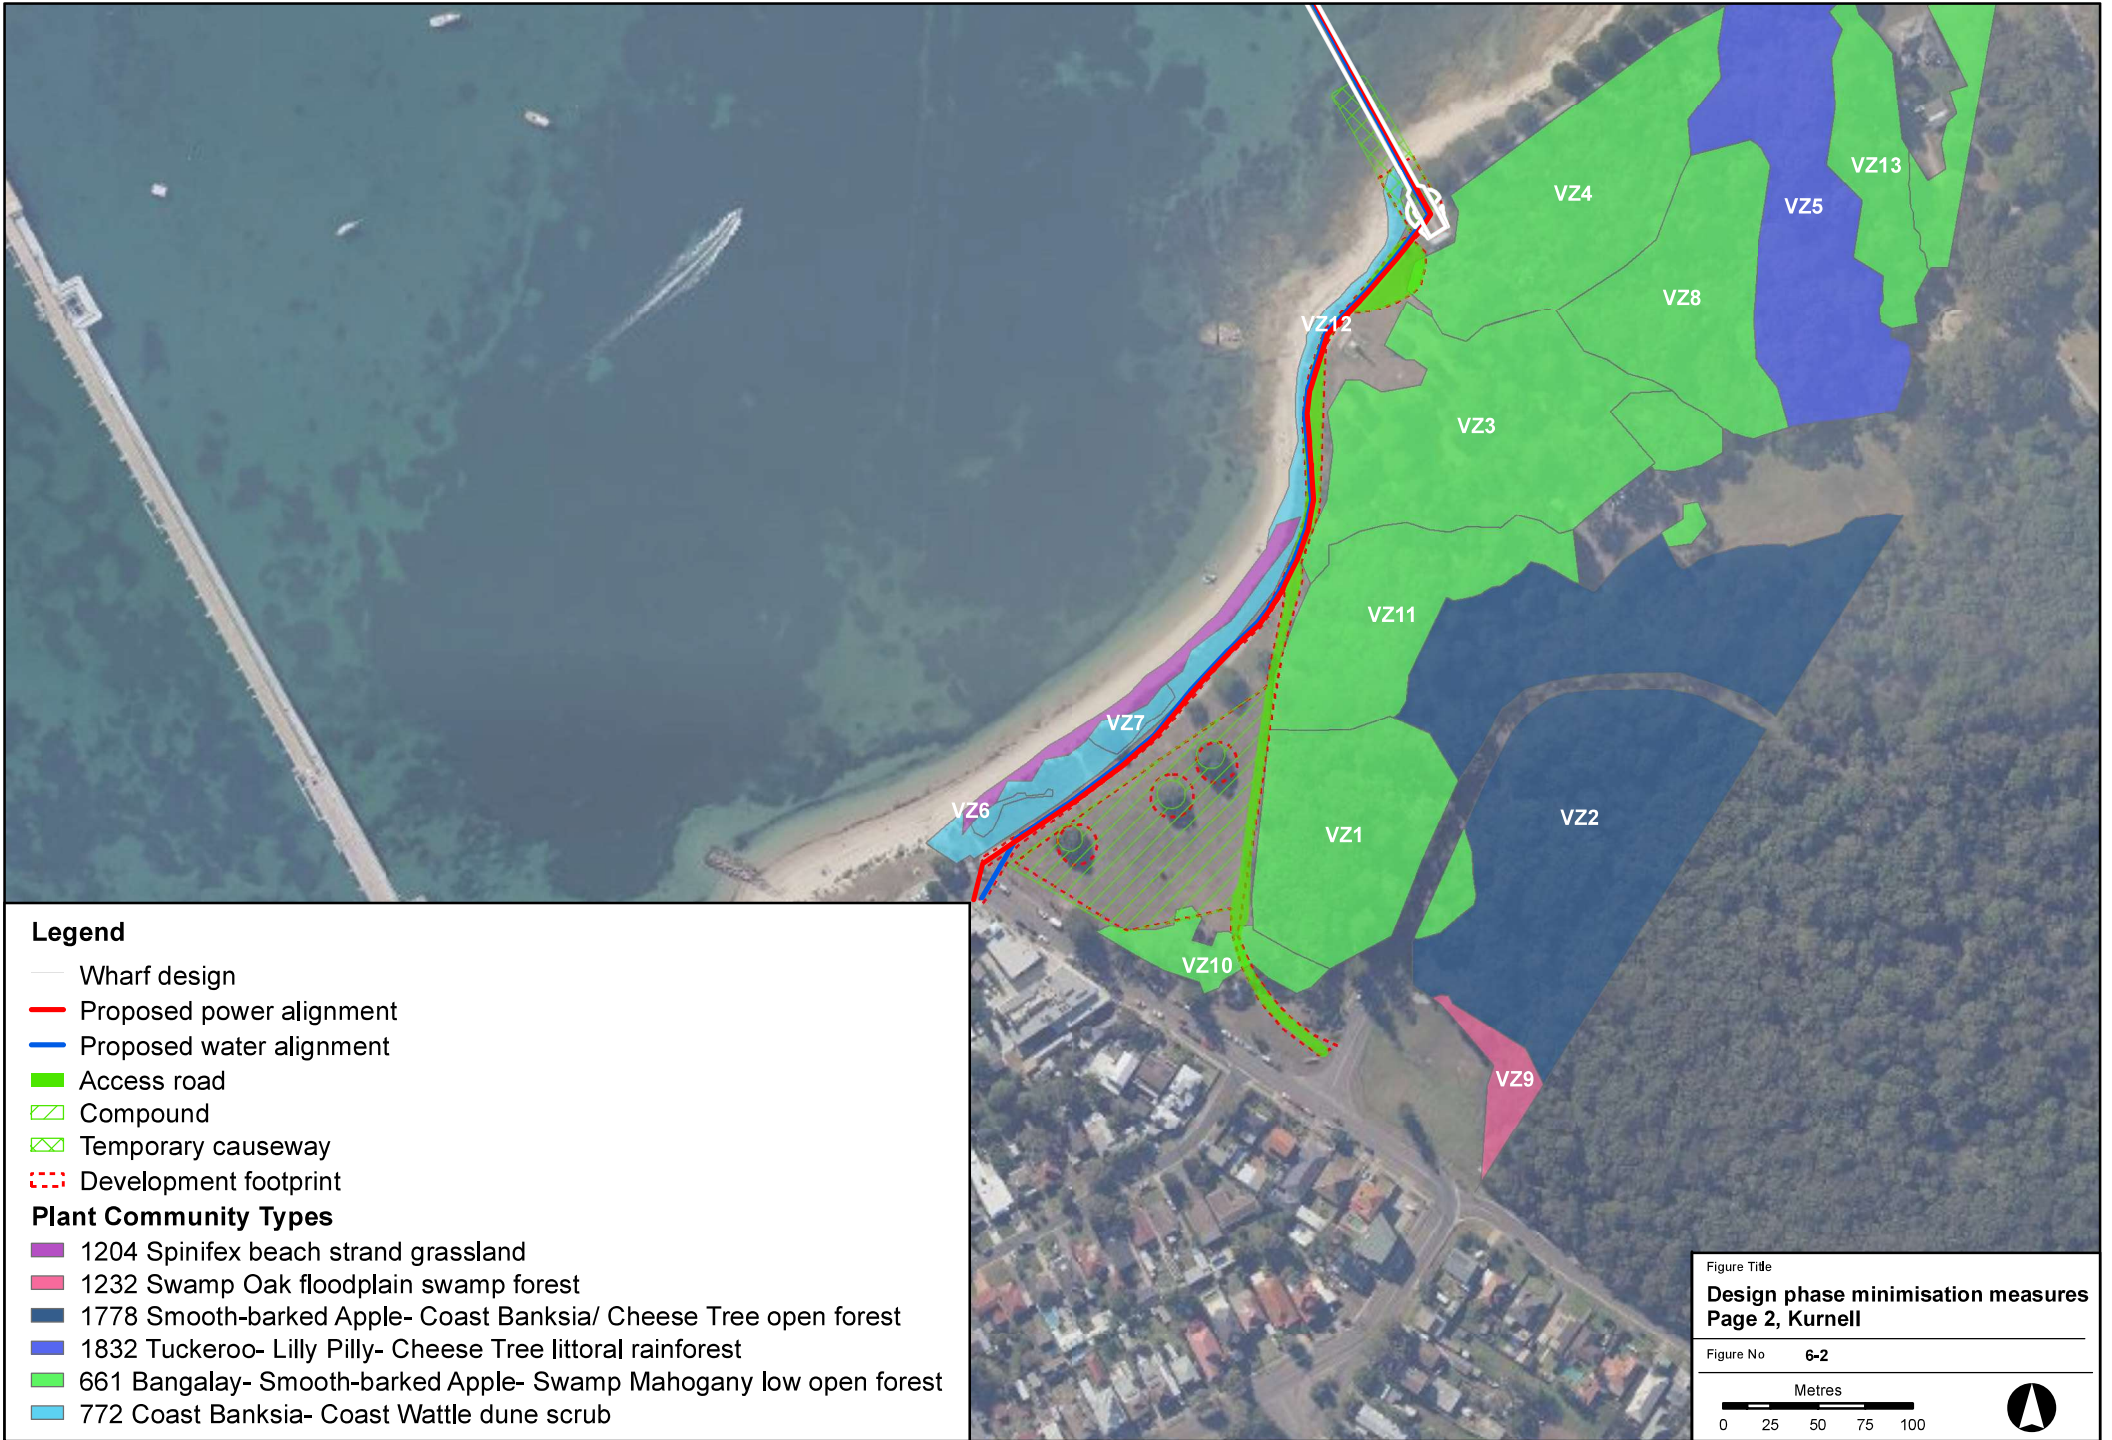 VZ4
VZ13
VZ5
VZ8
VZ12
VZ3
VZ11
VZ7
VZ6
VZ1
VZ2
VZ10
VZ9
Legend
Wharf design
Proposed power alignment
Proposed water alignment
Access road
Compound
Temporary causeway
Development footprint
Plant Community Types
1204 Spinifex beach strand grassland
1232 Swamp Oak floodplain swamp forest
1778 Smooth-barked Apple- Coast Banksia/ Cheese Tree open forest
1832 Tuckeroo- Lilly Pilly- Cheese Tree littoral rainforest
661 Bangalay- Smooth-barked Apple- Swamp Mahogany low open forest
772 Coast Banksia- Coast Wattle dune scrub
Figure Title
Design phase minimisation measures
Page 2, Kurnell
Figure No 6-2
Metres
0 25 50 75 100